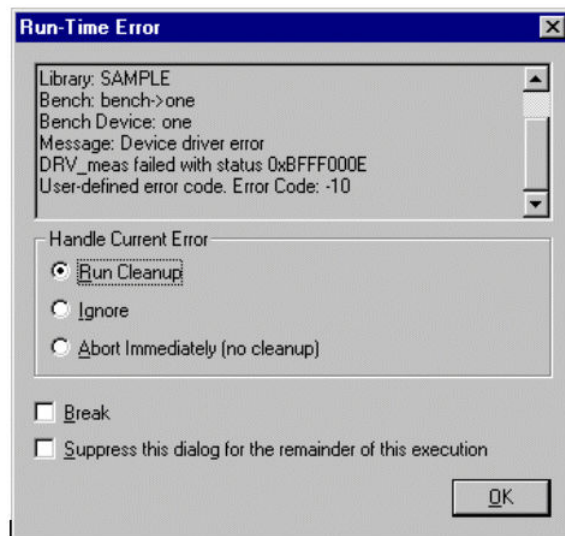 Run-Time Error
Library: SAMPLE
Bench: bench->one
Bench Device: one
Message: Device driver error
DRV_meas failed with status 0xBFFF000E
User-defined error code. Error Code: -10
Handle Current Error
Run Cleanup
Ignore
Abort Immediately (no cleanup)
Break
Suppress this dialog for the remainder of this execution
OK